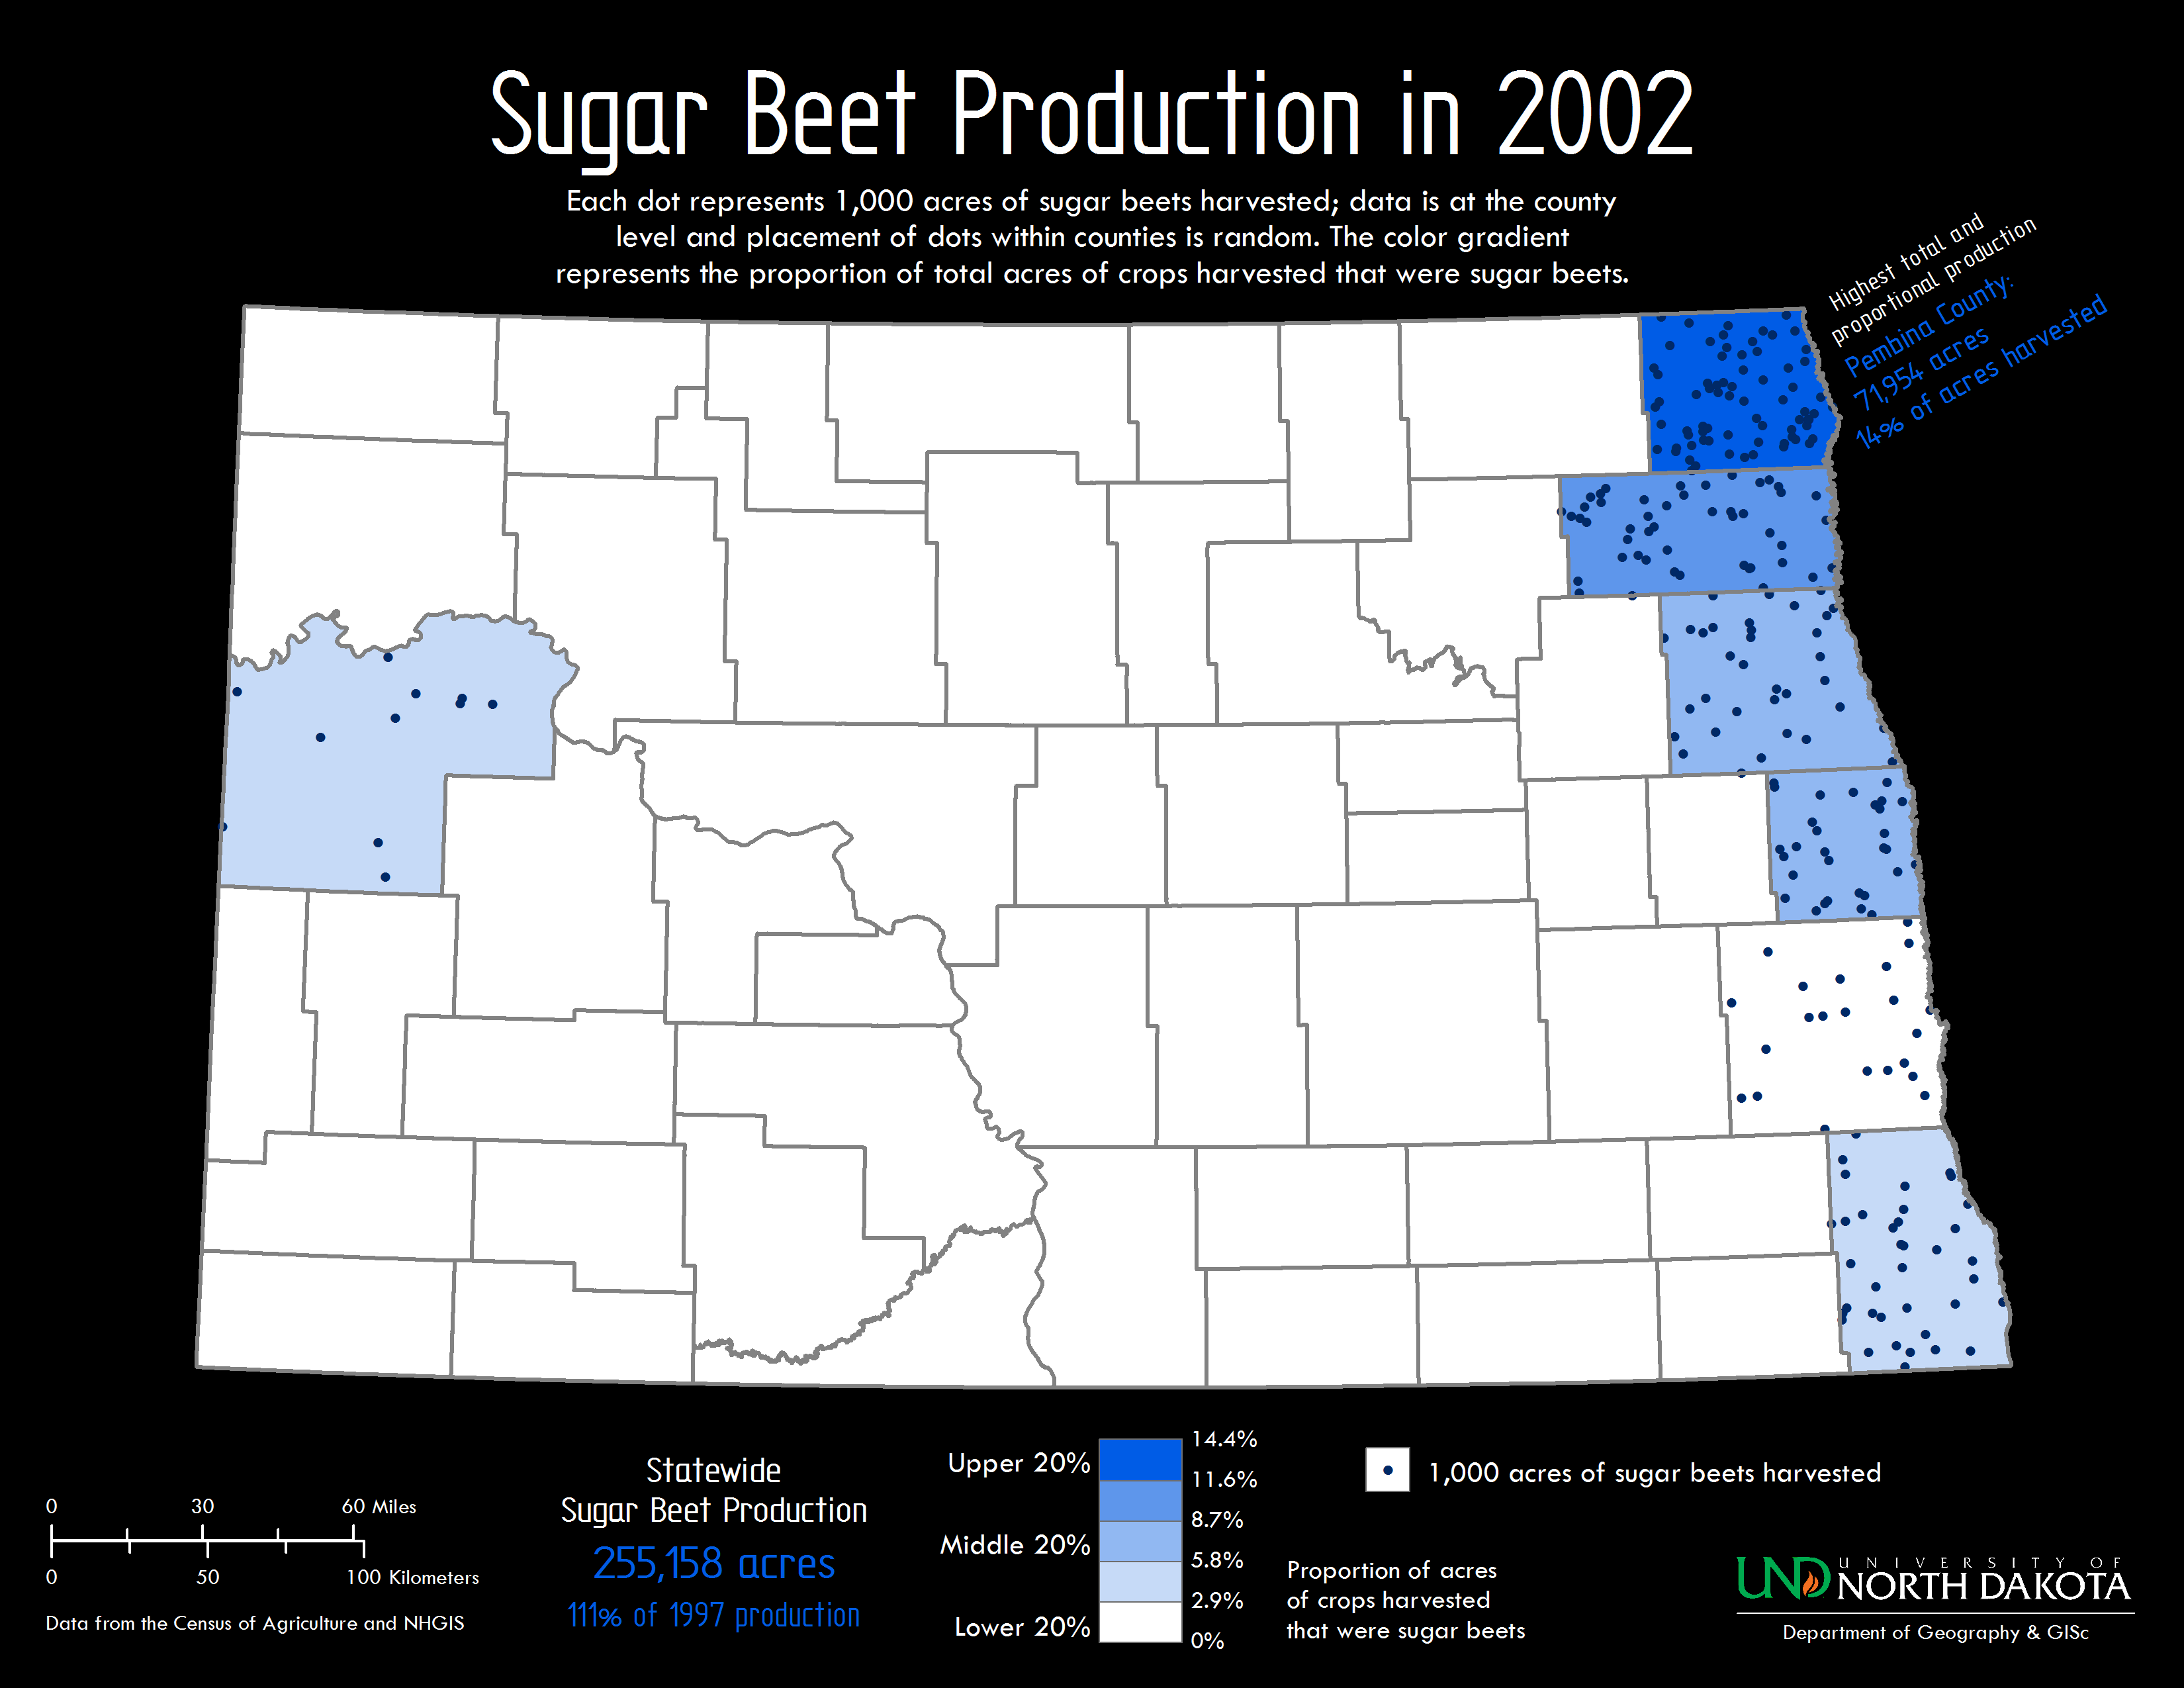 Sugar Beet Production in 2002
Each dot represents 1,000 acres of sugar beets harvested; data is at the county
level and placement of dots within counties is random. The color gradient
represents the proportion of total acres of crops harvested that were sugar beets.
Highest total and
proportional production
Pembina County:
71,954 acres
14% of acres harvested
0 30 60 Miles
0 50 100 Kilometers
Data from the Census of Agriculture and NHGIS
Statewide
Sugar Beet Production
255,158 acres
111% of 1997 production
Upper 20%
Middle 20%
Lower 20%
14.4%
11.6%
8.7%
5.8%
2.9%
0%
1,000 acres of sugar beets harvested
Proportion of acres
of crops harvested
that were sugar beets
UND UNIVERSITY OF
NORTH DAKOTA
Department of Geography & GISc